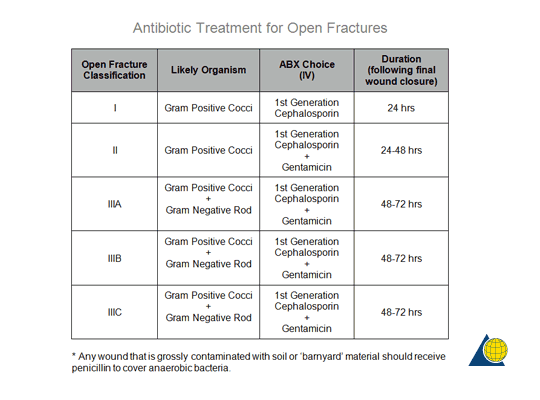 Antibiotic Treatment for Open Fractures
Open Fracture
Classification
Likely Organism
ABX Choice
(IV)
Duration
(following final
wound closure)
I
Gram Positive Cocci
1st Generation
Cephalosporin
24 hrs
II
Gram Positive Cocci
1st Generation
Cephalosporin
+
Gentamicin
24-48 hrs
IIIA
Gram Positive Cocci
+
Gram Negative Rod
1st Generation
Cephalosporin
+
Gentamicin
48-72 hrs
IIIB
Gram Positive Cocci
+
Gram Negative Rod
1st Generation
Cephalosporin
+
Gentamicin
48-72 hrs
IIIC
Gram Positive Cocci
+
Gram Negative Rod
1st Generation
Cephalosporin
+
Gentamicin
48-72 hrs
* Any wound that is grossly contaminated with soil or 'barnyard' material should receive
penicillin to cover anaerobic bacteria.